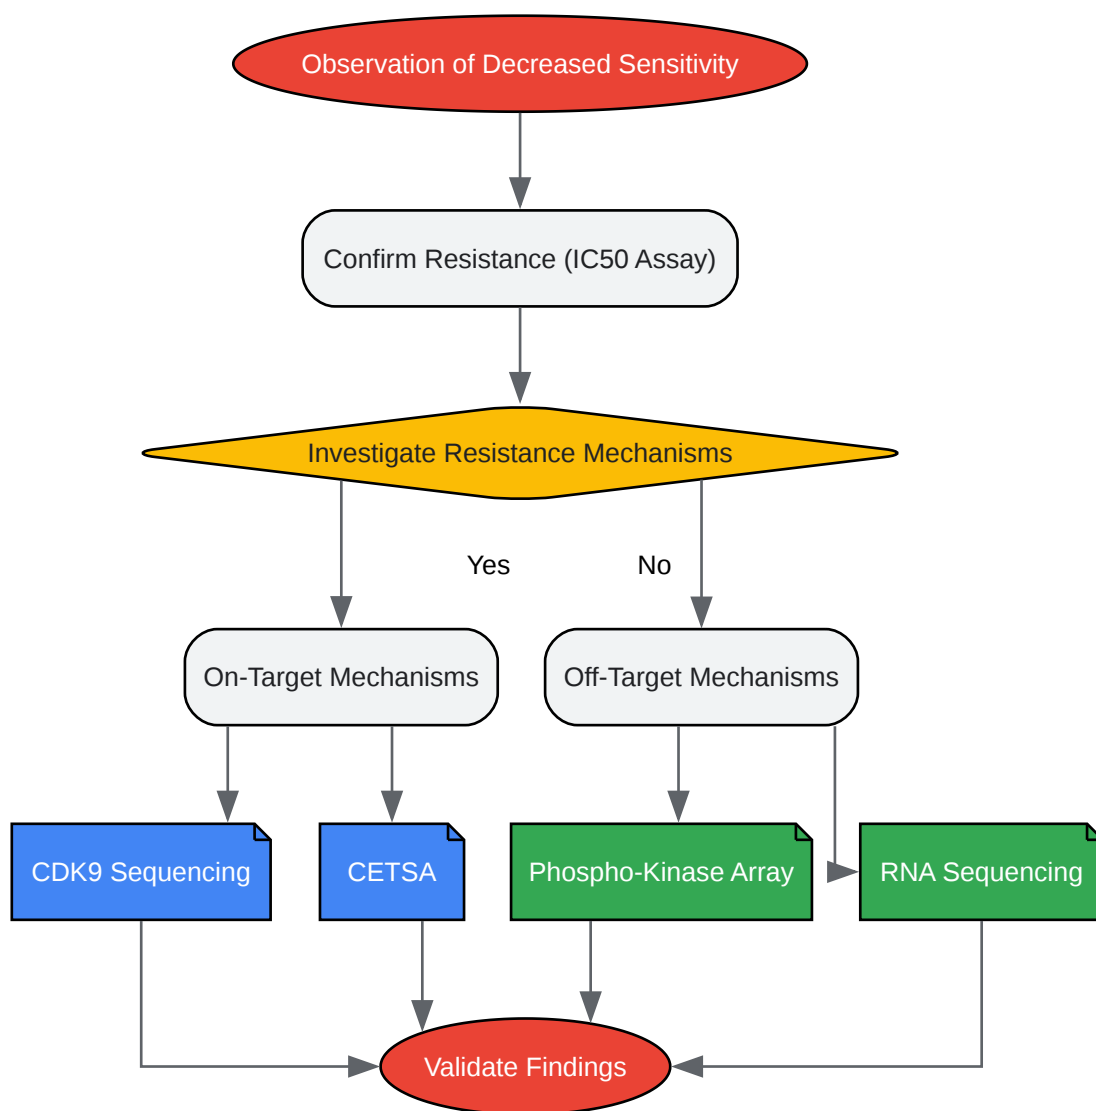 Observation of Decreased Sensitivity
Confirm Resistance (IC50 Assay)
Investigate Resistance Mechanisms
Yes
No
On-Target Mechanisms
Off-Target Mechanisms
CDK9 Sequencing
CETSA
Phospho-Kinase Array
RNA Sequencing
Validate Findings